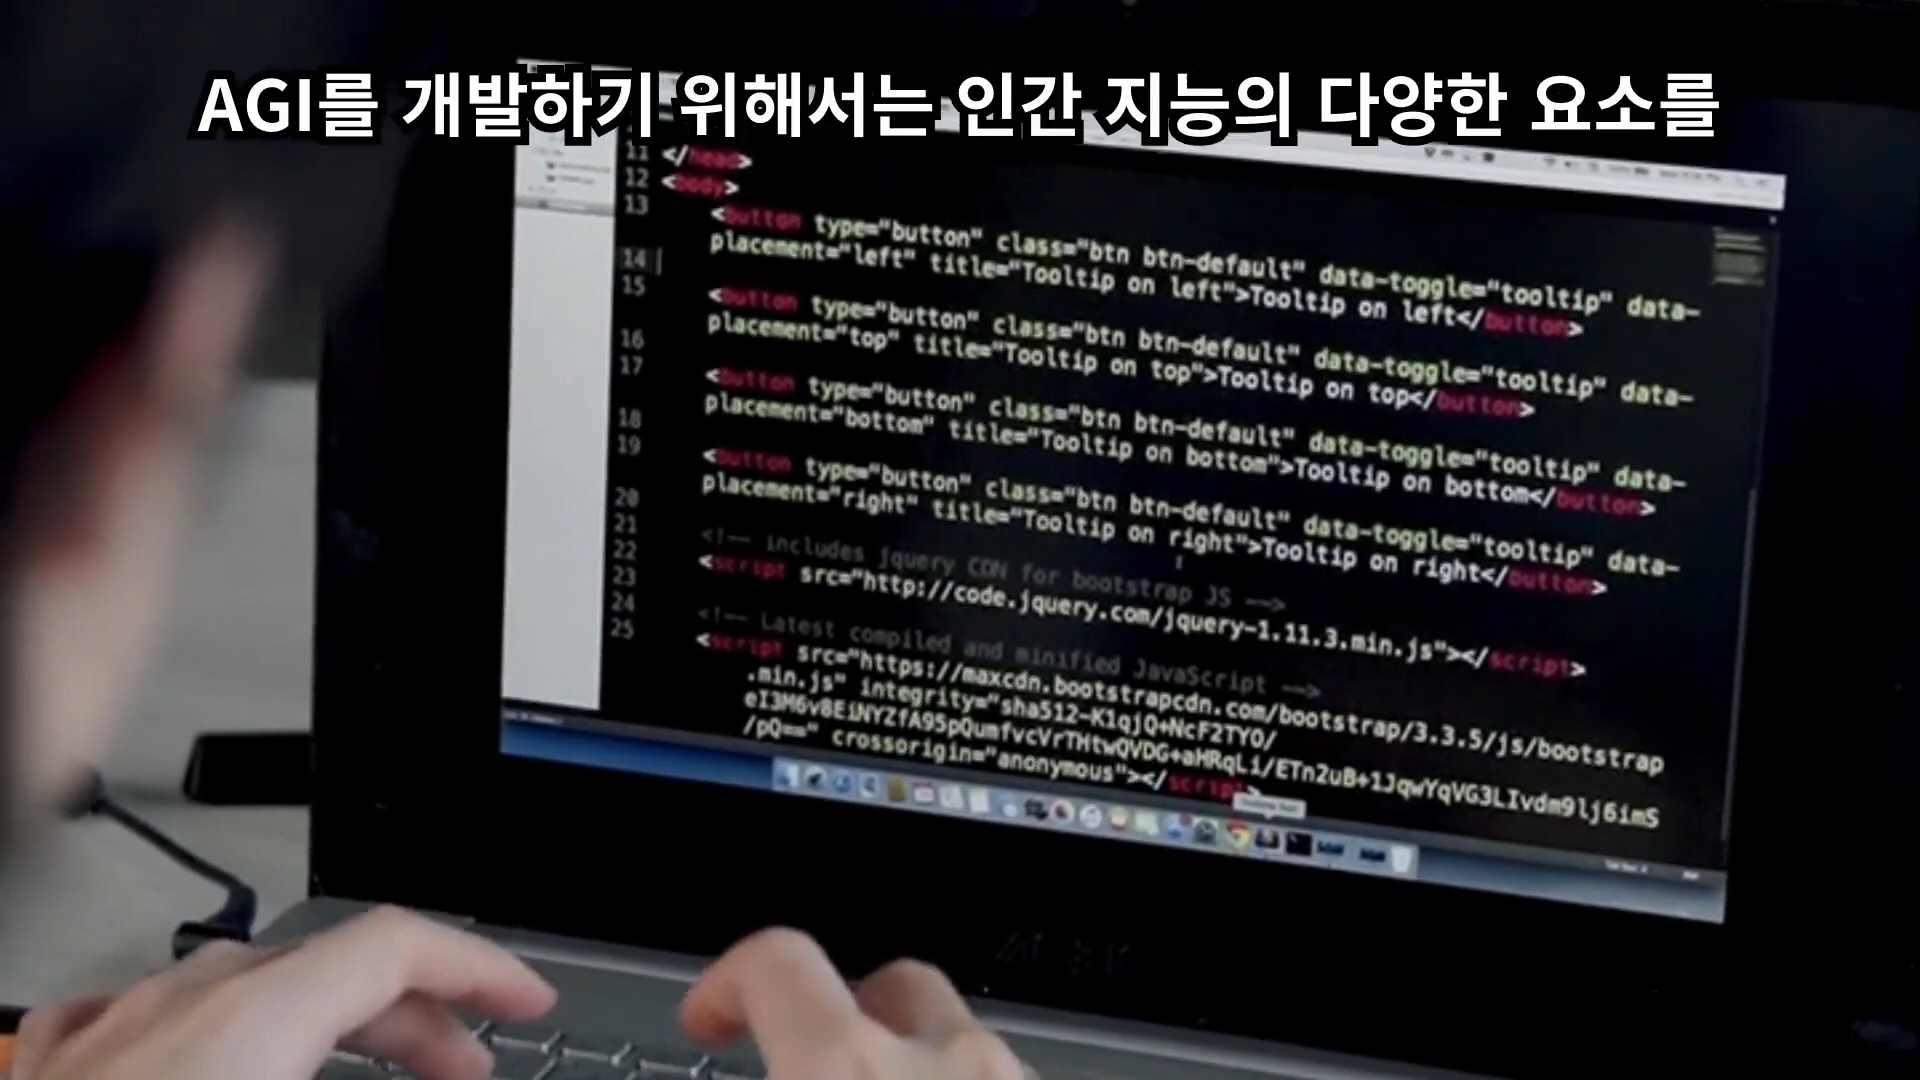 AGI를 개발하기 위해서는 인간 지능의 다양한 요소를
11 </head>
12 <body>
13 <button type="button" class="btn btn-default" data-toggle="tooltip" data-
placement="left" title="Tooltip on left">Tooltip on left</button>
14
15 <button type="button" class="btn btn-default" data-toggle="tooltip" data-
placement="top" title="Tooltip on top">Tooltip on top</button>
16
17 <button type="button" class="btn btn-default" data-toggle="tooltip" data-
placement="bottom" title="Tooltip on bottom">Tooltip on bottom</button>
18
19 <button type="button" class="btn btn-default" data-toggle="tooltip" data-
placement="right" title="Tooltip on right">Tooltip on right</button>
20
21 <!-- includes jquery CDN for bootstrap JS -->
22 <script src="http://code.jquery.com/jquery-1.11.3.min.js"></script>
23
24 <!-- Latest compiled and minified JavaScript -->
25 <script src="https://maxcdn.bootstrapcdn.com/bootstrap/3.3.5/js/bootstrap
.min.js" integrity="sha512-K1qjQ+NcF2TYO/
eI3M6v8EiNYZfA95pQumfvcVrTHtwQVDG+aHRqLi/ETn2uB+1JqwYqVG3LIvdm9lj6imS
/pQ==" crossorigin="anonymous"></script>